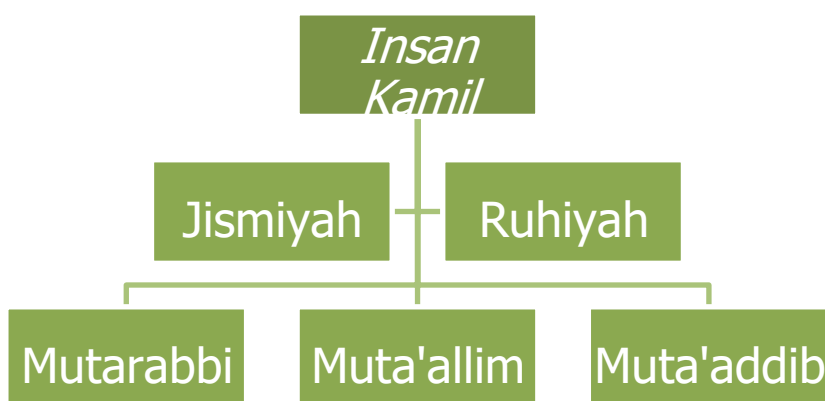 Insan
Kamil
Jismiyah
Ruhiyah
Mutarabbi
Muta'allim
Muta'addib